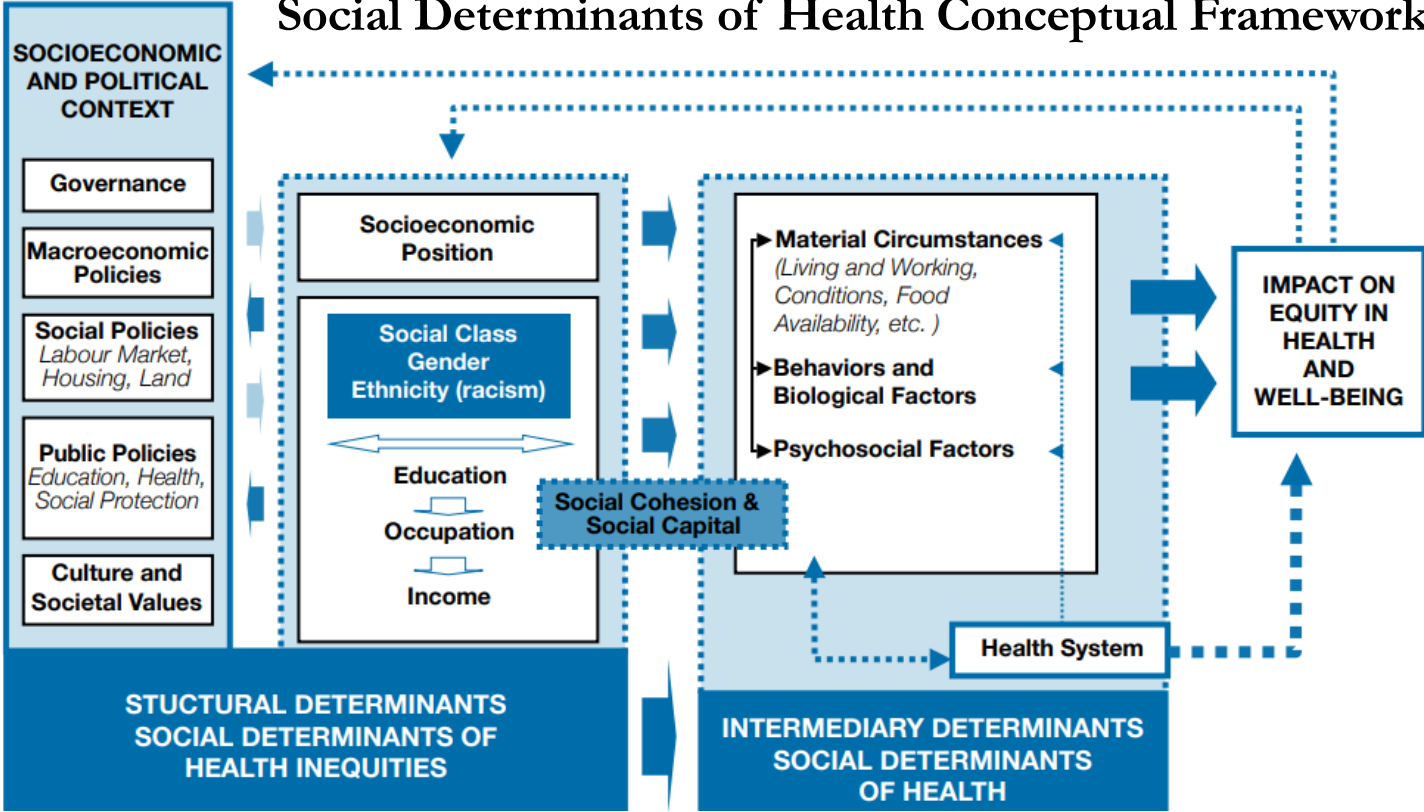 Social Determinants of Health Conceptual Framework
SOCIOECONOMIC
AND POLITICAL
CONTEXT
Governance
Macroeconomic
Policies
Social Policies
Labour Market,
Housing, Land
Public Policies
Education, Health,
Social Protection
Culture and
Societal Values
Socioeconomic
Position
Social Class
Gender
Ethnicity (racism)
Education
Occupation
Income
Social Cohesion &
Social Capital
Material Circumstances
(Living and Working,
Conditions, Food
Availability, etc. )
Behaviors and
Biological Factors
Psychosocial Factors
Health System
IMPACT ON
EQUITY IN
HEALTH
AND
WELL-BEING
STUCTURAL DETERMINANTS
SOCIAL DETERMINANTS OF
HEALTH INEQUITIES
INTERMEDIARY DETERMINANTS
SOCIAL DETERMINANTS
OF HEALTH